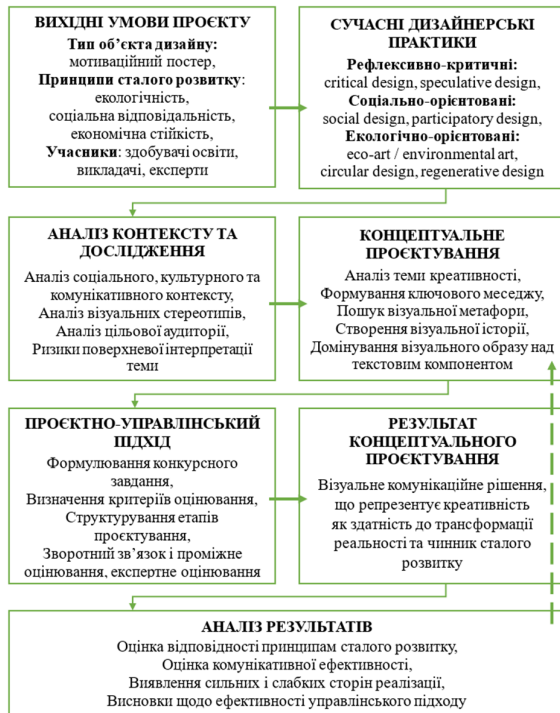 ВИХІДНІ УМОВИ ПРОЄКТУ
Тип об’єкта дизайну:
мотиваційний постер,
Принципи сталого розвитку:
екологічність,
соціальна відповідальність,
економічна стійкість,
Учасники: здобувачі освіти,
викладачі, експерти
СУЧАСНІ ДИЗАЙНЕРСЬКІ
ПРАКТИКИ
Рефлексивно-критичні:
critical design, speculative design,
Соціально-орієнтовані:
social design, participatory design,
Екологічно-орієнтовані:
eco-art / environmental art,
circular design, regenerative design
АНАЛІЗ КОНТЕКСТУ ТА
ДОСЛІДЖЕННЯ
Аналіз соціального, культурного та
комунікативного контексту,
Аналіз візуальних стереотипів,
Аналіз цільової аудиторії,
Ризики поверхневої інтерпретації
теми
КОНЦЕПТУАЛЬНЕ
ПРОЄКТУВАННЯ
Аналіз теми креативності,
Формування ключового меседжу,
Пошук візуальної метафори,
Створення візуальної історії,
Домінування візуального образу над
текстовим компонентом
ПРОЄКТНО-УПРАВЛІНСЬКИЙ
ПІДХІД
Формулювання конкурсного
завдання,
Визначення критеріїв оцінювання,
Структурування етапів
проєктування,
Зворотний зв’язок і проміжне
оцінювання, експертне оцінювання
РЕЗУЛЬТАТ
КОНЦЕПТУАЛЬНОГО
ПРОЄКТУВАННЯ
Візуальне комунікаційне рішення,
що репрезентує креативність
як здатність до трансформації
реальності та чинник сталого
розвитку
АНАЛІЗ РЕЗУЛЬТАТІВ
Оцінка відповідності принципам сталого розвитку,
Оцінка комунікативної ефективності,
Виявлення сильних і слабких сторін реалізації,
Висновки щодо ефективності управлінського підходу